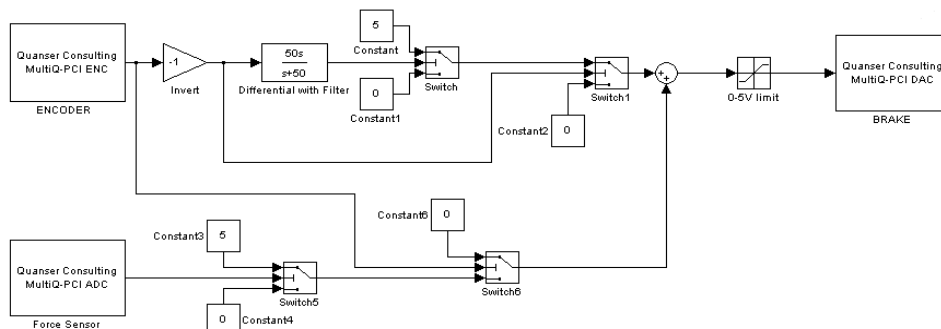 Quanser Consulting
MultiQ-PCI ENC
ENCODER
-1
Invert
50s
s+50
Differential with Filter
5
Constant
0
Constant1
Switch
Constant2
0
Switch1
0-5V limit
Quanser Consulting
MultiQ-PCI DAC
BRAKE
Constant3
5
Constant6
0
Quanser Consulting
MultiQ-PCI ADC
Force Sensor
0
Constant4
Switch5
Switch6